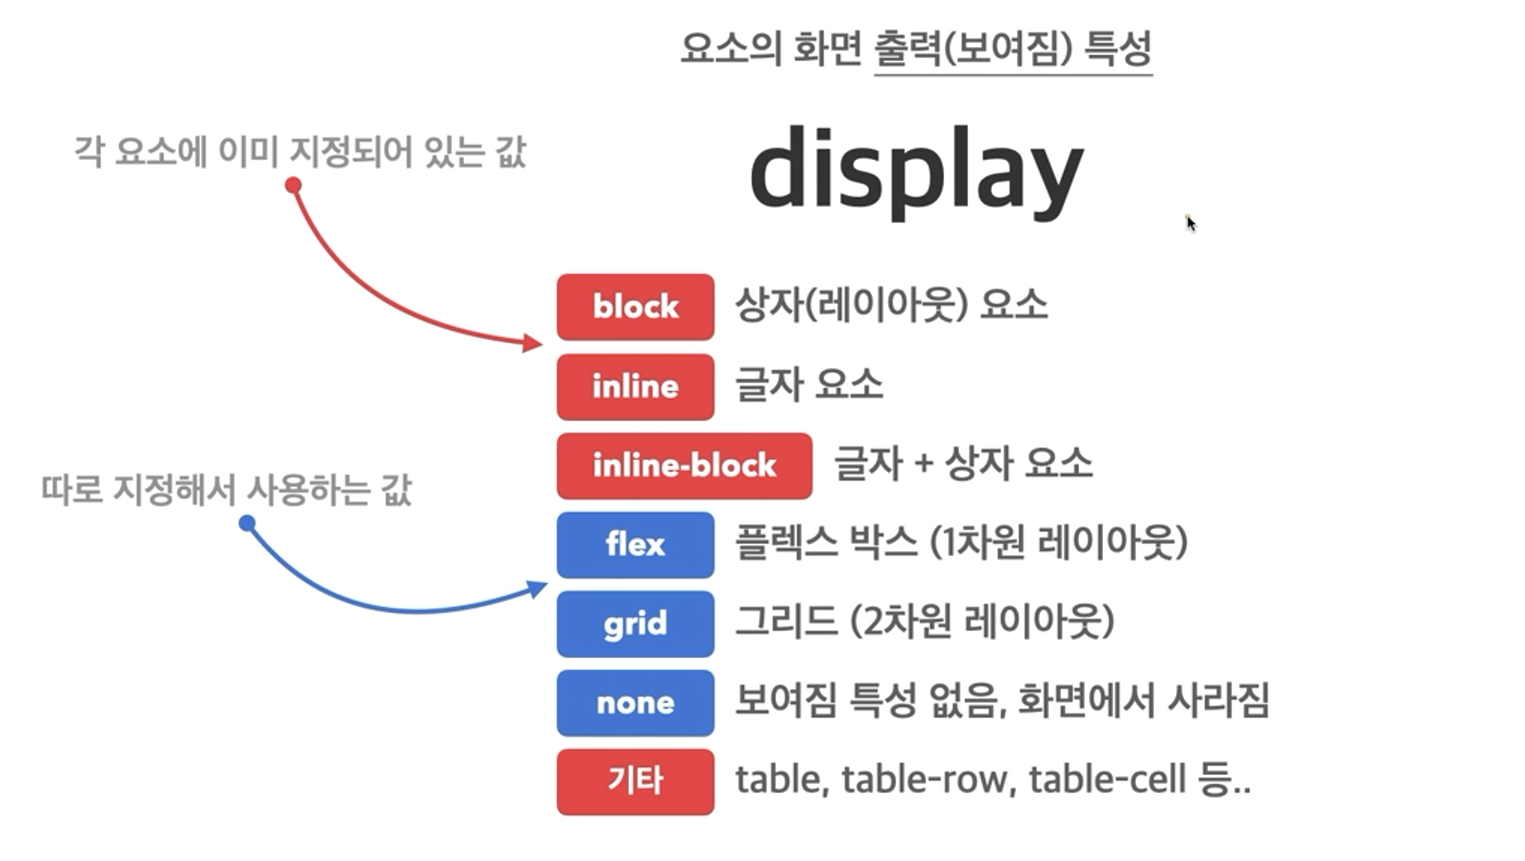 요소의 화면 출력(보여짐) 특성
display
각 요소에 이미 지정되어 있는 값
block 상자(레이아웃) 요소
inline 글자 요소
inline-block 글자 + 상자 요소
따로 지정해서 사용하는 값
flex 플렉스 박스 (1차원 레이아웃)
grid 그리드 (2차원 레이아웃)
none 보여짐 특성 없음, 화면에서 사라짐
기타 table, table-row, table-cell 등..